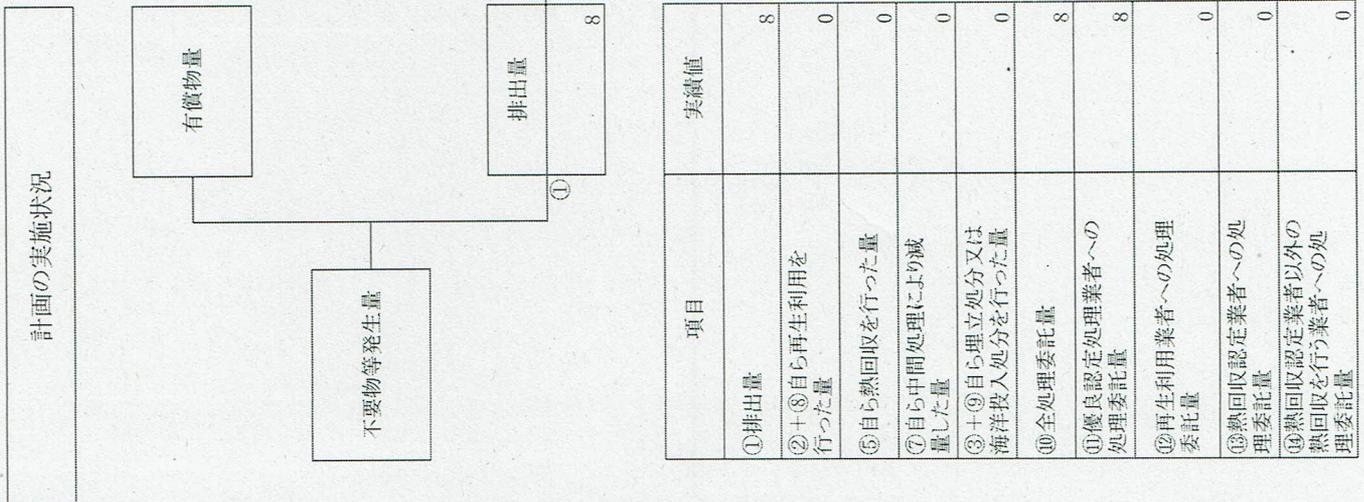 計画の実施状況
有償物量
不要物等発生量
排出量
①
8
項目
実績値
①排出量
8
②+⑧自ら再生利用を
行った量
0
⑤自ら熱回収を行った量
0
⑦自ら中間処理により減
量した量
0
③+⑨自ら埋立処分又は
海洋投入処分を行った量
0
⑩全処理委託量
8
⑪優良認定処理業者への
処理委託量
8
⑫再生利用業者への処理
委託量
0
⑬熱回収認定業者への処
理委託量
0
⑭熱回収認定業者以外の
熱回収を行う業者への処
理委託量
0